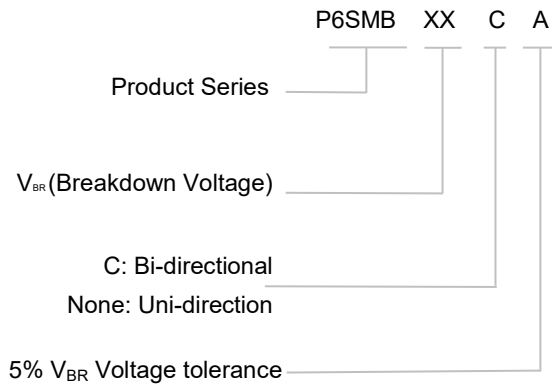 P6SMB XX C A
Product Series
VBR(Breakdown Voltage)
C: Bi-directional
None: Uni-direction
5% VBR Voltage tolerance